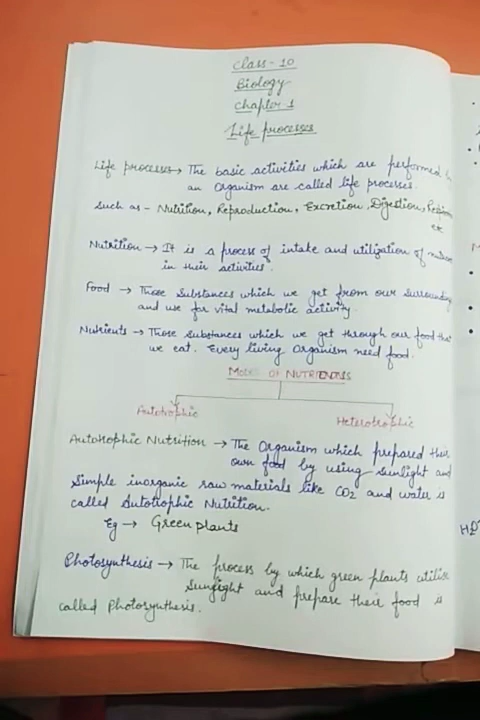 Class-10
Biology
Chapter 1
Life processes
Life processes → The basic activities which are performed
an organism are called life processes.
Such as - Nutrition, Reproduction, Excretion, Digestion,
etc
Nutrition → It is a process of intake and utilization of
in their activities.
Food → Those Substances which we get from our surrounding
and use for vital metabolic activity.
Nutrients → Those substances which we get through our food that
we eat. Every living Organism need food.
MODES OF NUTRIENTS
Autotrophic
Heterotrophic
Autotrophic Nutrition → The Organism which prepared their
own food by using sunlight and
Simple inorganic raw materials like CO2 and water is
called Autotrophic Nutrition.
Eg → Green plants
Photosynthesis → The process by which green plants utilise
Sunlight and prepare their food is
called Photosynthesis.